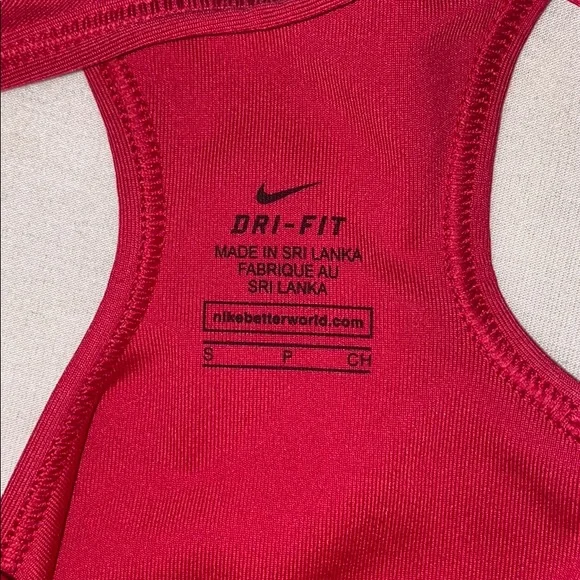 DRI-FIT
MADE IN SRI LANKA
FABRIQUE AU
SRI LANKA
nikebetterworld.com
S P CH